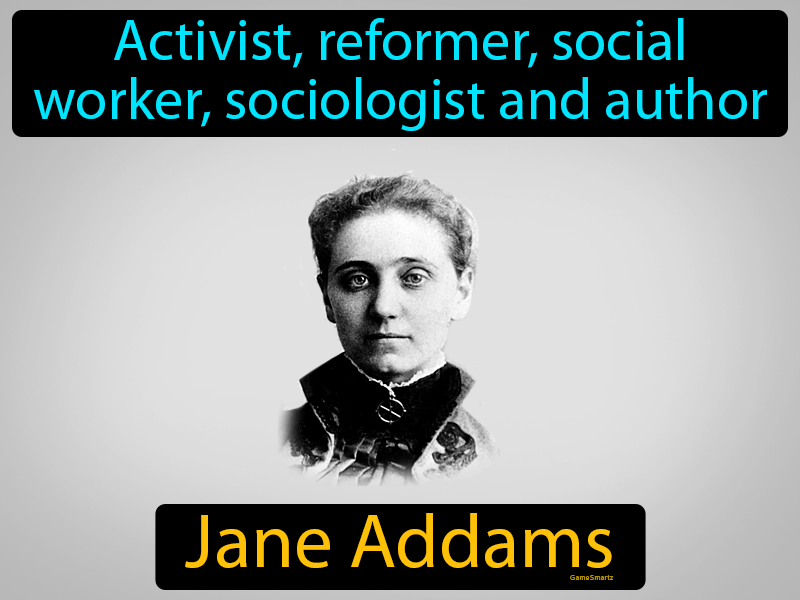 Activist, reformer, social
worker, sociologist and author
Jane Addams
GameSmartz